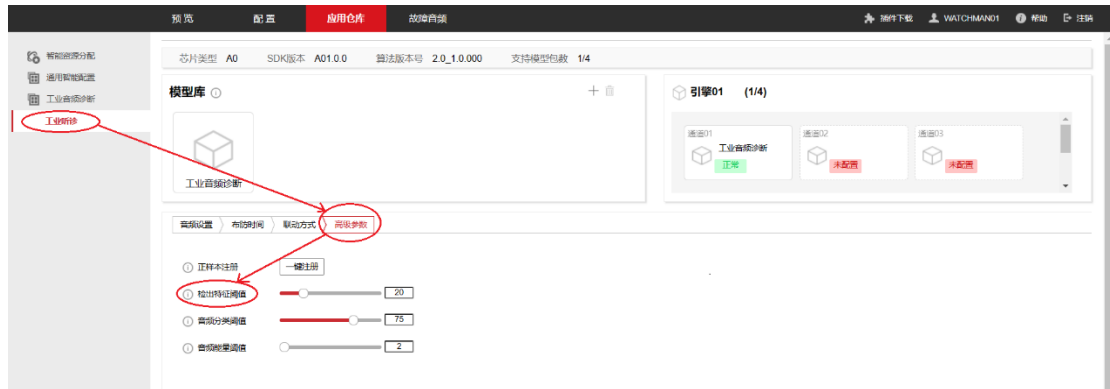 预览 配置 应用仓库 故障音频 插件下载 WATCHMAN01 帮助 注销
智能资源分配
通用智能配置
工业音频诊断
工业听诊
芯片类型 A0 SDK版本 A01.0.0 算法版本号 2.0_1.0.000 支持模型包数 1/4
模型库
工业音频诊断
引擎01 (1/4)
通道01 通道02 通道03
工业音频诊断
正常 未配置 未配置
音频设置 布防时间 联动方式 高级参数
正样本注册 一键注册
检出特征阈值 20
音频分类阈值 75
音频能量阈值 2